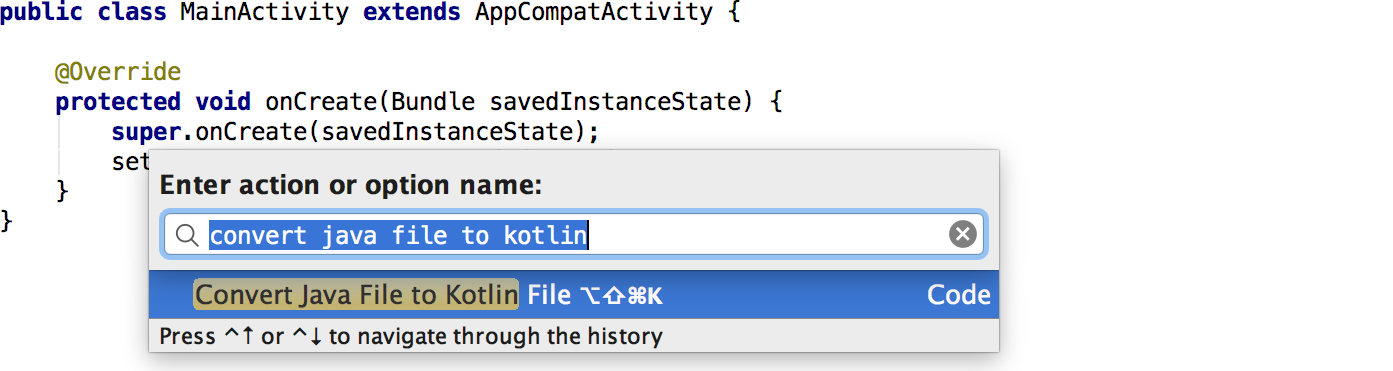 public class MainActivity extends AppCompatActivity {
@Override
protected void onCreate(Bundle savedInstanceState) {
super.onCreate(savedInstanceState);
set
}
}
Enter action or option name:
convert java file to kotlin
Convert Java File to Kotlin File ⌥⇧⌘K Code
Press ^↑ or ^↓ to navigate through the history